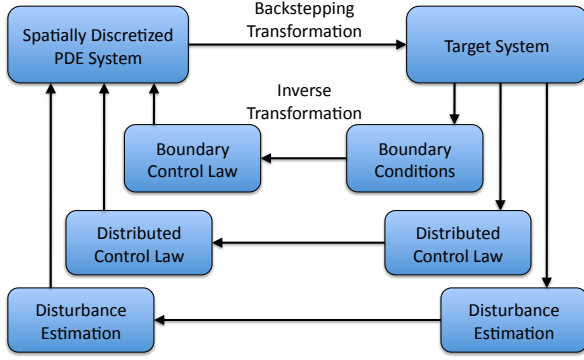 Backstepping
Transformation
Spatially Discretized
PDE System
Target System
Inverse
Transformation
Boundary
Control Law
Boundary
Conditions
Distributed
Control Law
Distributed
Control Law
Disturbance
Estimation
Disturbance
Estimation